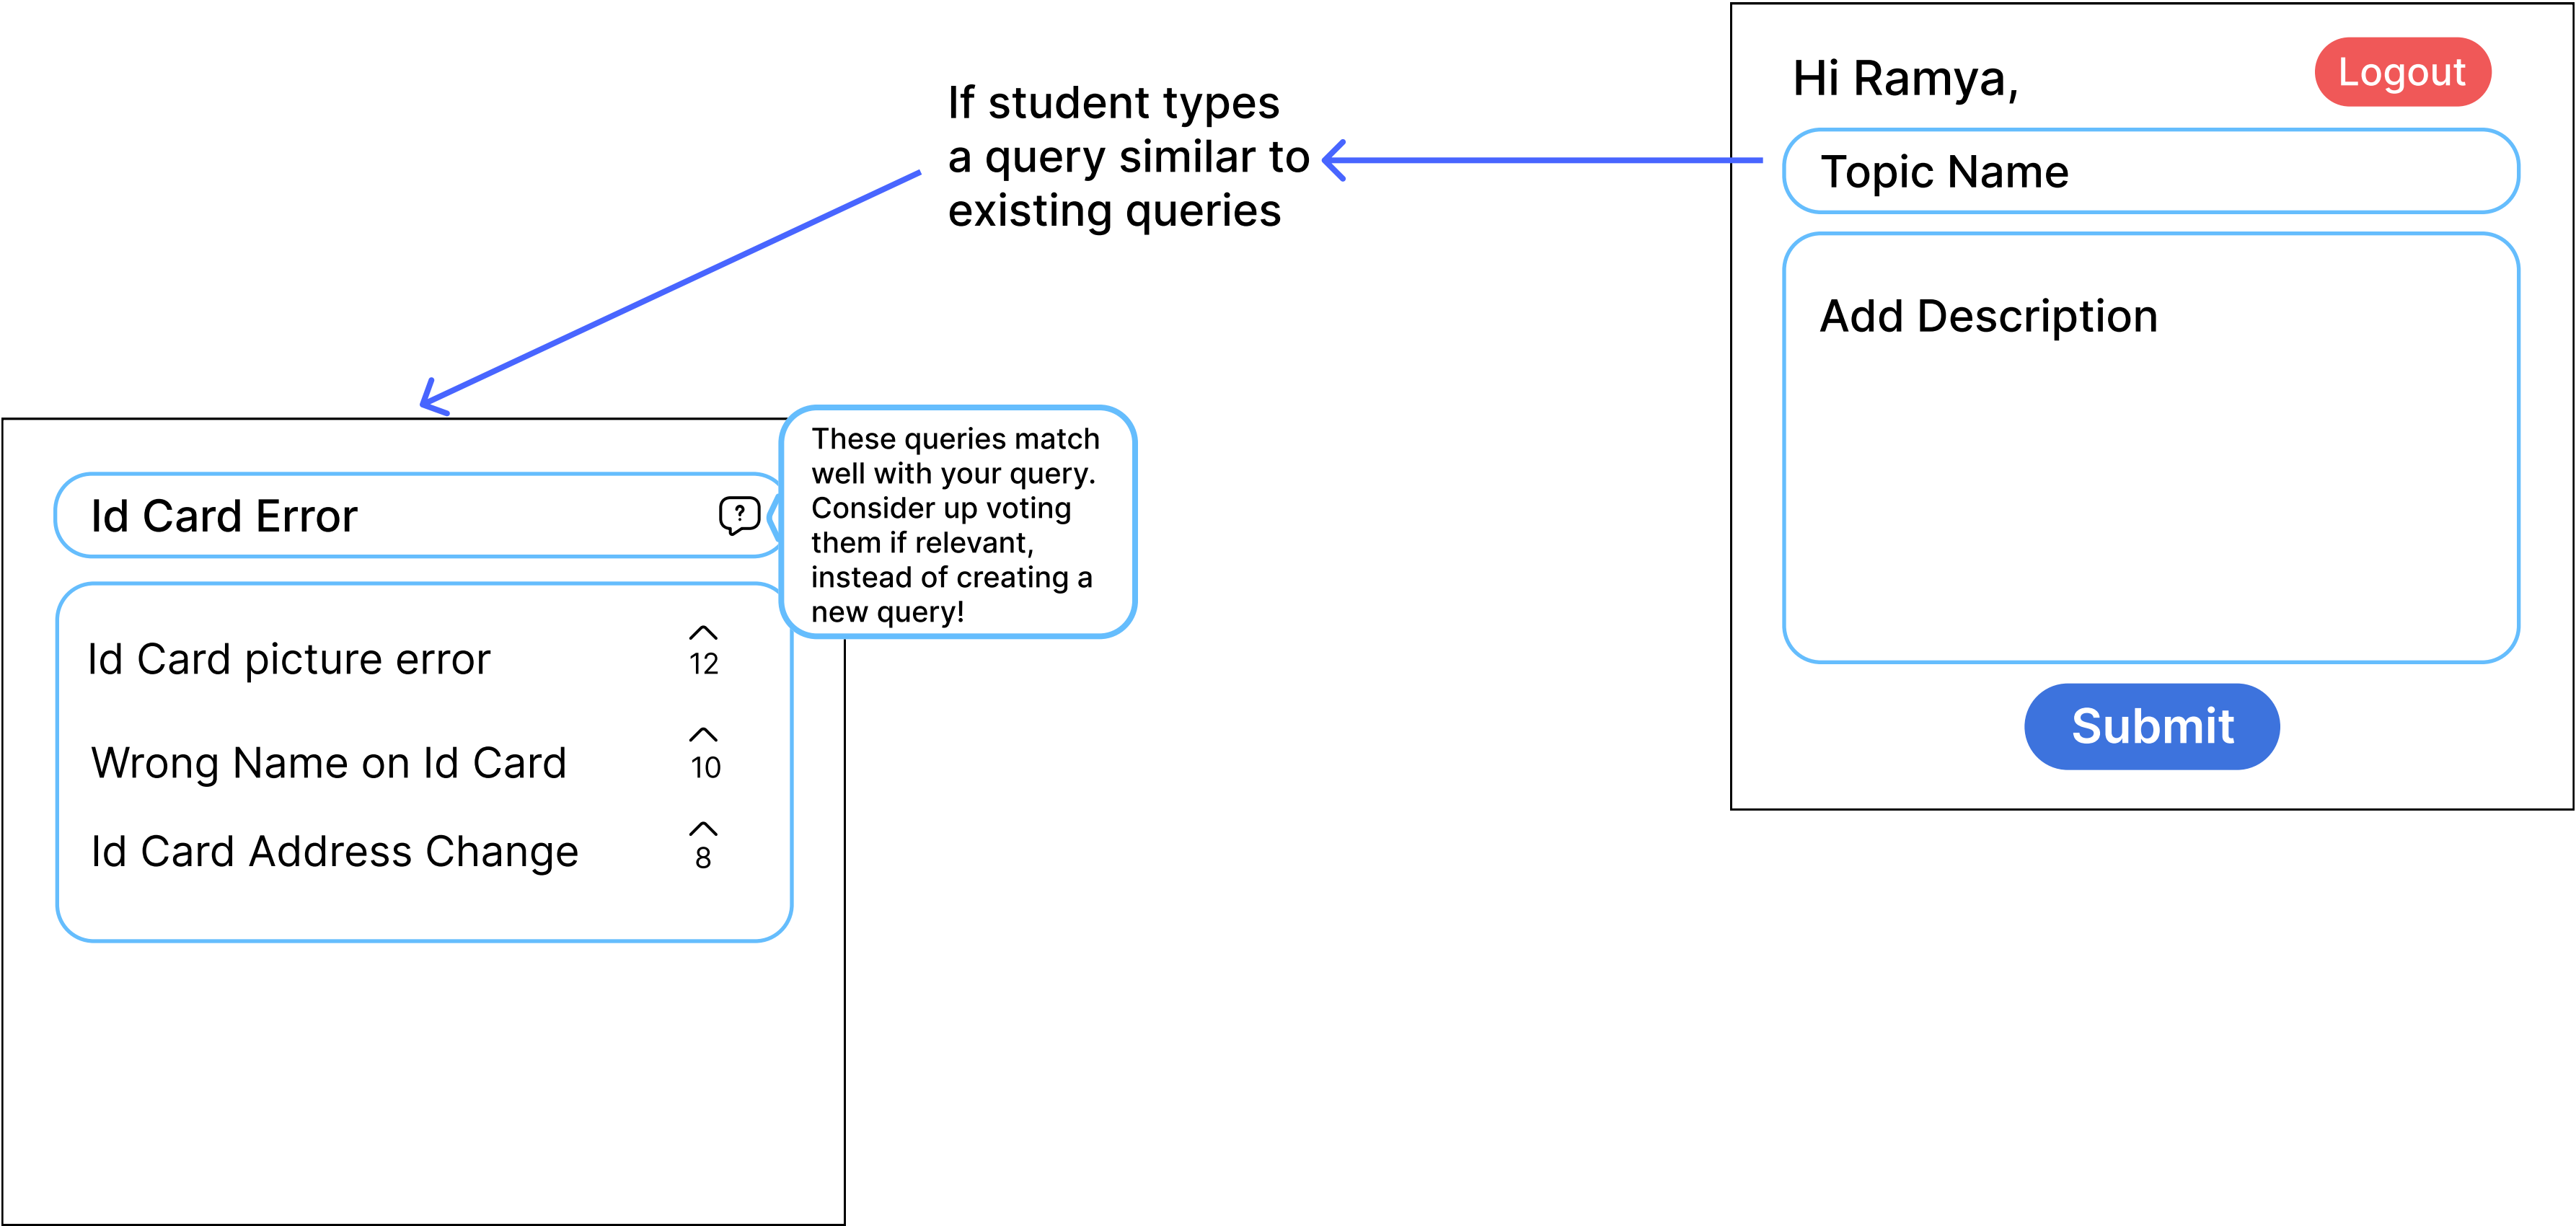 Hi Ramya,
Logout
Topic Name
Add Description
Submit
If student types
a query similar to
existing queries
Id Card Error
?
These queries match
well with your query.
Consider up voting
them if relevant,
instead of creating a
new query!
Id Card picture error
12
Wrong Name on Id Card
10
Id Card Address Change
8